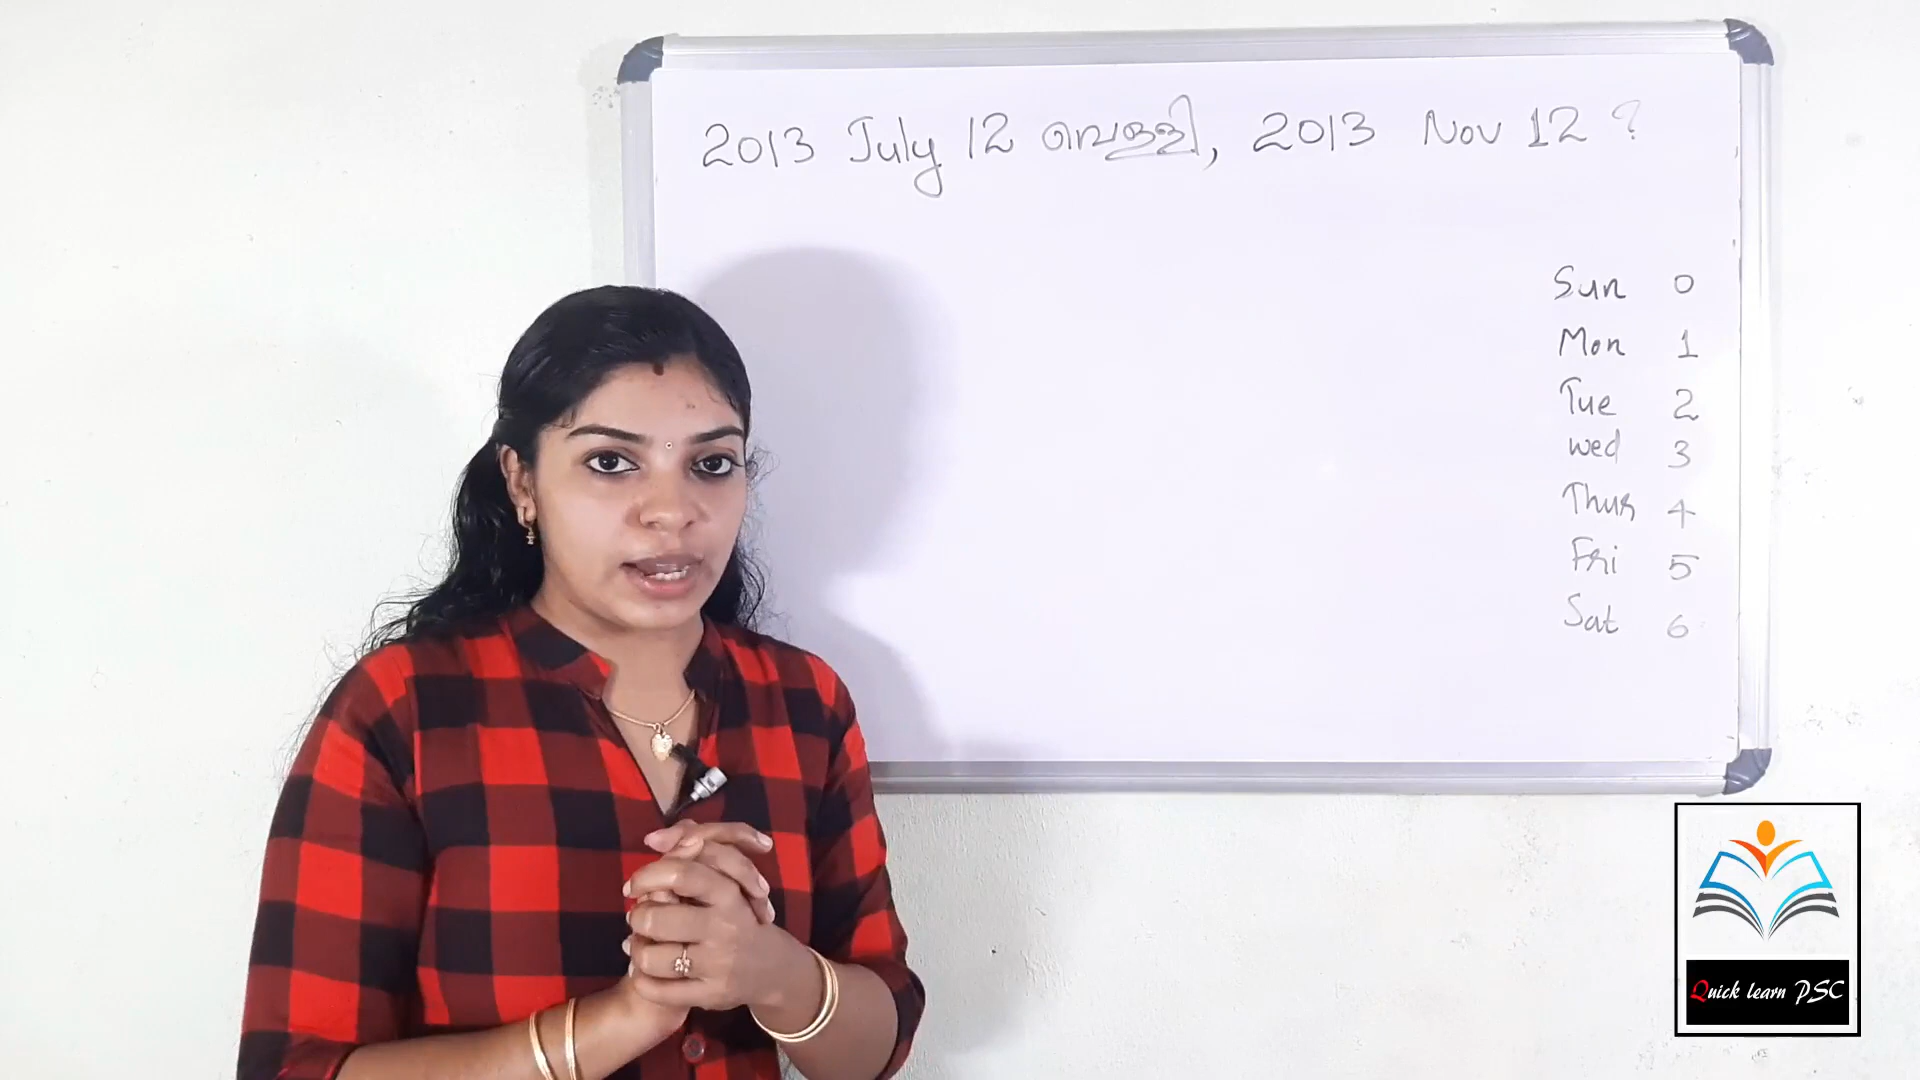 2013 July 12 വെള്ളി, 2013 Nov 12 ?
Sun 0
Mon 1
Tue 2
wed 3
Thur 4
Fri 5
Sat 6
Quick learn PSC